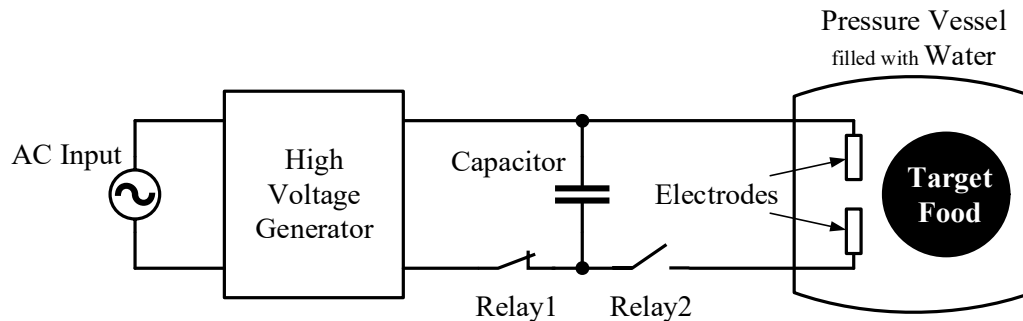 Pressure Vessel
filled with Water
AC Input
High
Voltage
Generator
Capacitor
Electrodes
Target
Food
Relay1
Relay2